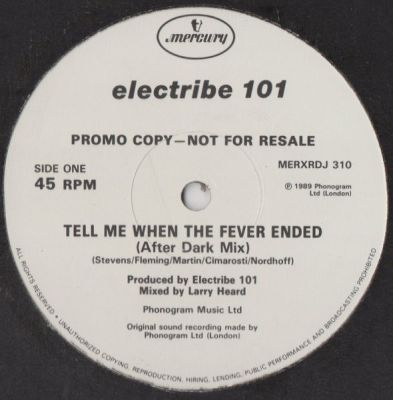 mercury
electribe 101
PROMO COPY—NOT FOR RESALE
SIDE ONE
45 RPM
MERXRDJ 310
℗ 1989 Phonogram
Ltd (London)
TELL ME WHEN THE FEVER ENDED
(After Dark Mix)
(Stevens/Fleming/Martin/Cimarosti/Nordhoff)
Produced by Electribe 101
Mixed by Larry Heard
Phonogram Music Ltd
Original sound recording made by
Phonogram Ltd (London)
ALL RIGHTS RESERVED • UNAUTHORIZED COPYING, REPRODUCTION, HIRING, LENDING, PUBLIC PERFORMANCE AND BROADCASTING PROHIBITED